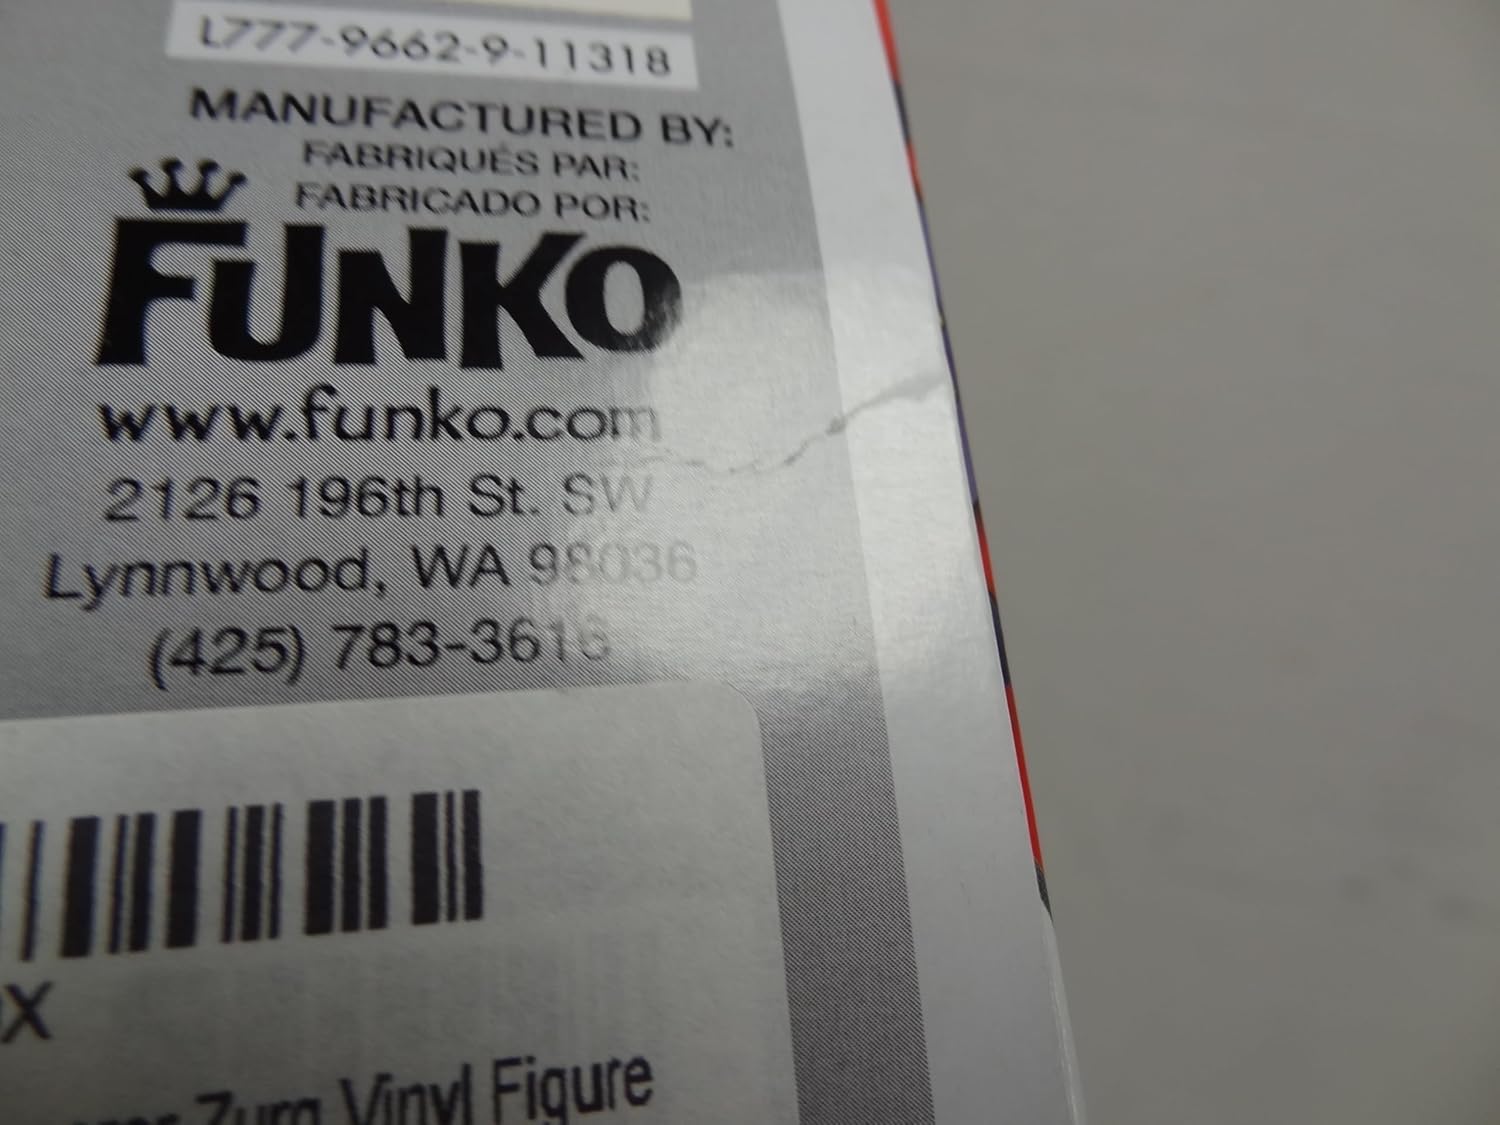 L777-9662-9-11318
MANUFACTURED BY:
FABRIQUÉS PAR:
FABRICADO POR:
FUNKO
www.funko.com
2126 196th St. SW
Lynnwood, WA 98036
(425) 783-3616
X
Zurg Vinyl Figure